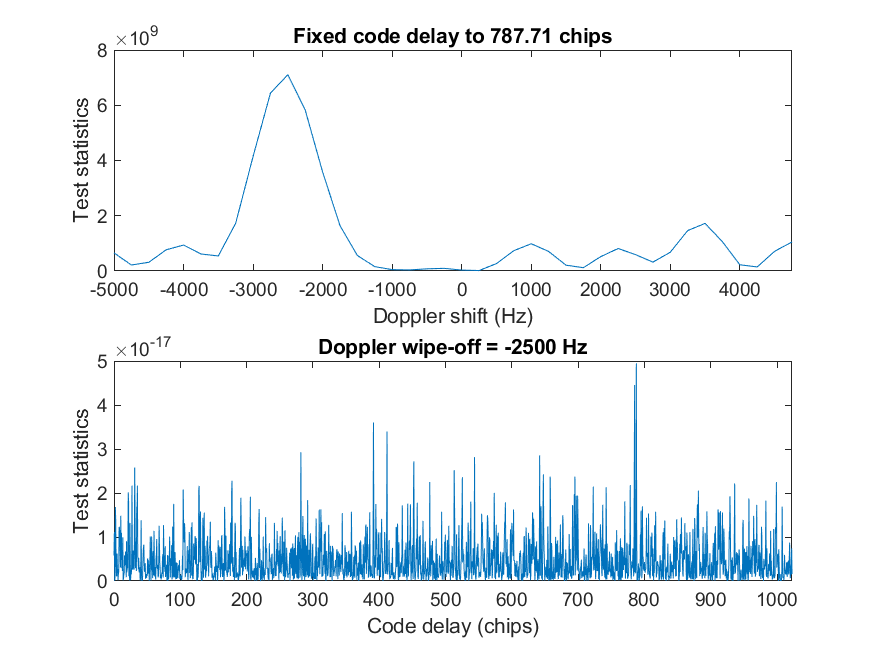 Fixed code delay to 787.71 chips
×10^9
8
6
4
2
0
Test statistics
-5000 -4000 -3000 -2000 -1000 0 1000 2000 3000 4000
Doppler shift (Hz)
Doppler wipe-off = -2500 Hz
×10^-17
5
4
3
2
1
0
Test statistics
0 100 200 300 400 500 600 700 800 900 1000
Code delay (chips)